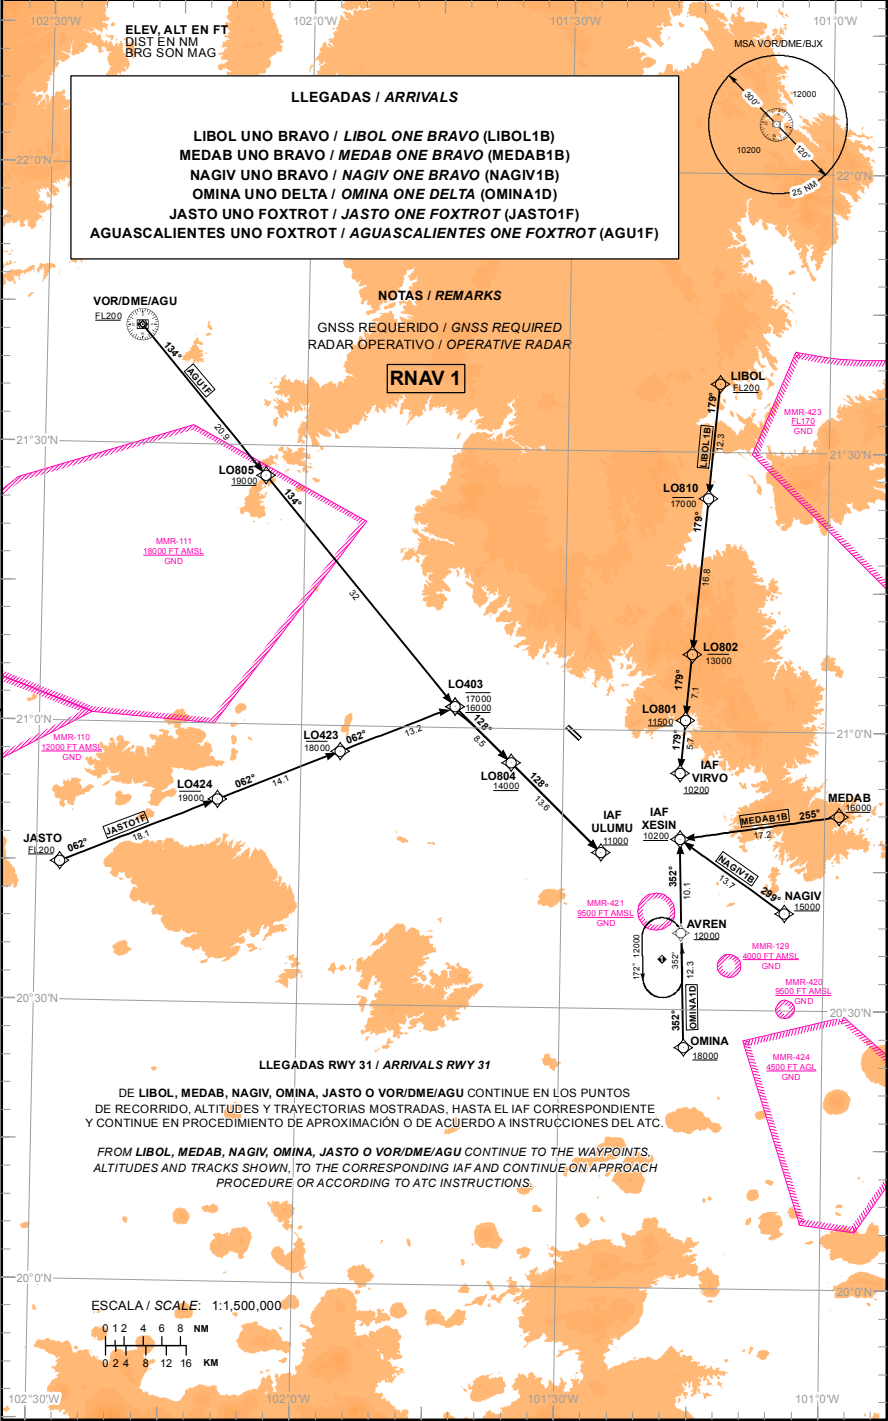 102°30'W
102°0'W
101°30'W
101°0'W
ELEV, ALT EN FT
DIST EN NM
BRG SON MAG
MSA VOR/DME/BJX
300°
12000
10200
120°
25 NM
LLEGADAS / ARRIVALS
LIBOL UNO BRAVO / LIBOL ONE BRAVO (LIBOL1B)
MEDAB UNO BRAVO / MEDAB ONE BRAVO (MEDAB1B)
NAGIV UNO BRAVO / NAGIV ONE BRAVO (NAGIV1B)
OMINA UNO DELTA / OMINA ONE DELTA (OMINA1D)
JASTO UNO FOXTROT / JASTO ONE FOXTROT (JASTO1F)
AGUASCALIENTES UNO FOXTROT / AGUASCALIENTES ONE FOXTROT (AGU1F)
22°0'N
22°0'N
NOTAS / REMARKS
GNSS REQUERIDO / GNSS REQUIRED
RADAR OPERATIVO / OPERATIVE RADAR
RNAV 1
VOR/DME/AGU
FL200
134°
AGU1F
20.9
LIBOL
FL200
179°
LIBOL1B
12.3
MMR-423
FL170
GND
21°30'N
21°30'N
LO805
19000
134°
32
LO810
17000
179°
16.8
MMR-111
18000 FT AMSL
GND
LO802
13000
179°
7.1
LO403
17000
16000
128°
8.5
LO801
11500
179°
5.7
21°0'N
21°0'N
MMR-110
12000 FT AMSL
GND
LO423
18000
062°
13.2
LO804
14000
128°
13.6
IAF
VIRVO
10200
LO424
19000
062°
14.1
MEDAB
16000
255°
MEDAB1B
17.2
IAF
XESIN
10200
IAF
ULUMU
11000
JASTO
FL200
062°
JASTO1F
18.1
NAGIV1B
13.7
299°
NAGIV
15000
352°
10.1
MMR-421
9500 FT AMSL
GND
AVREN
12000
172° 12000
352°
12.3
OMINA1D
352°
MMR-129
4000 FT AMSL
GND
MMR-420
9500 FT AMSL
GND
20°30'N
20°30'N
OMINA
18000
MMR-424
4500 FT AGL
GND
LLEGADAS RWY 31 / ARRIVALS RWY 31
DE LIBOL, MEDAB, NAGIV, OMINA, JASTO O VOR/DME/AGU CONTINUE EN LOS PUNTOS
DE RECORRIDO, ALTITUDES Y TRAYECTORIAS MOSTRADAS, HASTA EL IAF CORRESPONDIENTE
Y CONTINUE EN PROCEDIMIENTO DE APROXIMACIÓN O DE ACUERDO A INSTRUCCIONES DEL ATC.
FROM LIBOL, MEDAB, NAGIV, OMINA, JASTO O VOR/DME/AGU CONTINUE TO THE WAYPOINTS,
ALTITUDES AND TRACKS SHOWN, TO THE CORRESPONDING IAF AND CONTINUE ON APPROACH
PROCEDURE OR ACCORDING TO ATC INSTRUCTIONS.
20°0'N
20°0'N
ESCALA / SCALE: 1:1,500,000
0 1 2 4 6 8 NM
0 2 4 8 12 16 KM
102°30'W
102°0'W
101°30'W
101°0'W